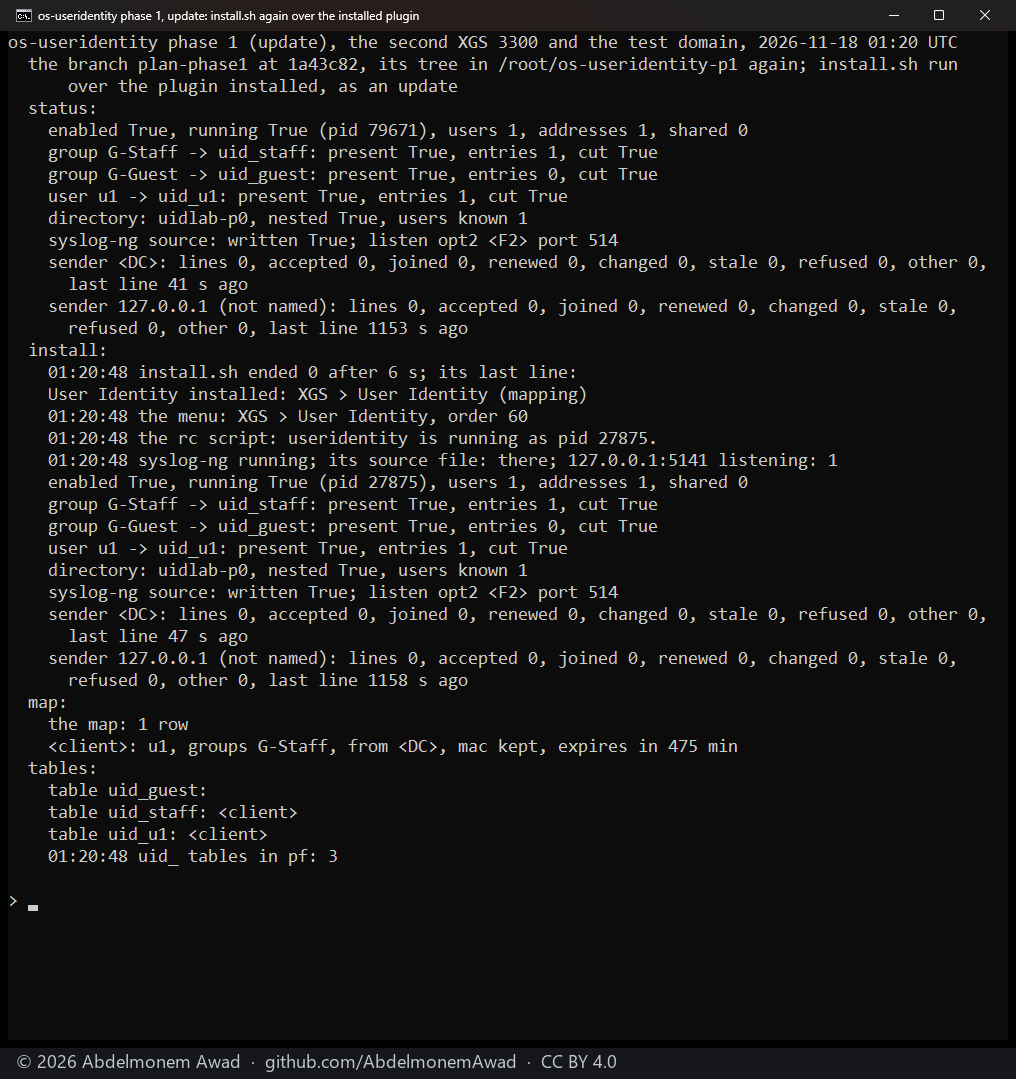 os-useridentity phase 1, update: install.sh again over the installed plugin
os-useridentity phase 1 (update), the second XGS 3300 and the test domain, 2026-11-18 01:20 UTC
the branch plan-phase1 at 1a43c82, its tree in /root/os-useridentity-p1 again; install.sh run
over the plugin installed, as an update
status:
enabled True, running True (pid 79671), users 1, addresses 1, shared 0
group G-Staff -> uid_staff: present True, entries 1, cut True
group G-Guest -> uid_guest: present True, entries 0, cut True
user u1 -> uid_u1: present True, entries 1, cut True
directory: uidlab-p0, nested True, users known 1
syslog-ng source: written True; listen opt2 <F2> port 514
sender <DC>: lines 0, accepted 0, joined 0, renewed 0, changed 0, stale 0, refused 0, other 0,
last line 41 s ago
sender 127.0.0.1 (not named): lines 0, accepted 0, joined 0, renewed 0, changed 0, stale 0,
refused 0, other 0, last line 1153 s ago
install:
01:20:48 install.sh ended 0 after 6 s; its last line:
User Identity installed: XGS > User Identity (mapping)
01:20:48 the menu: XGS > User Identity, order 60
01:20:48 the rc script: useridentity is running as pid 27875.
01:20:48 syslog-ng running; its source file: there; 127.0.0.1:5141 listening: 1
enabled True, running True (pid 27875), users 1, addresses 1, shared 0
group G-Staff -> uid_staff: present True, entries 1, cut True
group G-Guest -> uid_guest: present True, entries 0, cut True
user u1 -> uid_u1: present True, entries 1, cut True
directory: uidlab-p0, nested True, users known 1
syslog-ng source: written True; listen opt2 <F2> port 514
sender <DC>: lines 0, accepted 0, joined 0, renewed 0, changed 0, stale 0, refused 0, other 0,
last line 47 s ago
sender 127.0.0.1 (not named): lines 0, accepted 0, joined 0, renewed 0, changed 0, stale 0,
refused 0, other 0, last line 1158 s ago
map:
the map: 1 row
<client>: u1, groups G-Staff, from <DC>, mac kept, expires in 475 min
tables:
table uid_guest:
table uid_staff: <client>
table uid_u1: <client>
01:20:48 uid_ tables in pf: 3
>
© 2026 Abdelmonem Awad · github.com/AbdelmonemAwad · CC BY 4.0